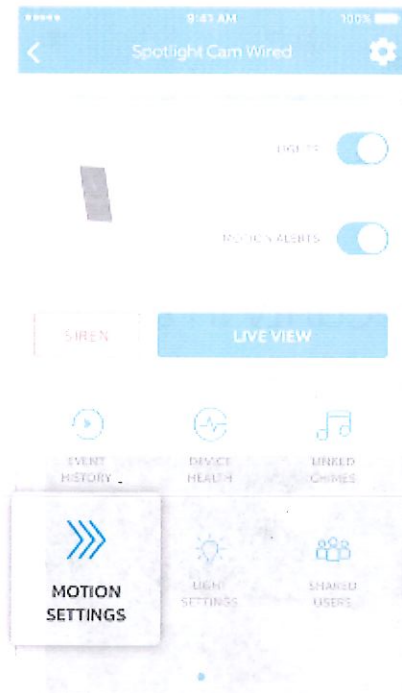 9:41 AM 100%
Spotlight Cam Wired
LIGHTS
MOTION ALERTS
SIREN LIVE VIEW
EVENT HISTORY
DEVICE HEALTH
LINKED CHIMES
MOTION SETTINGS
LIGHT SETTINGS
SHARED USERS